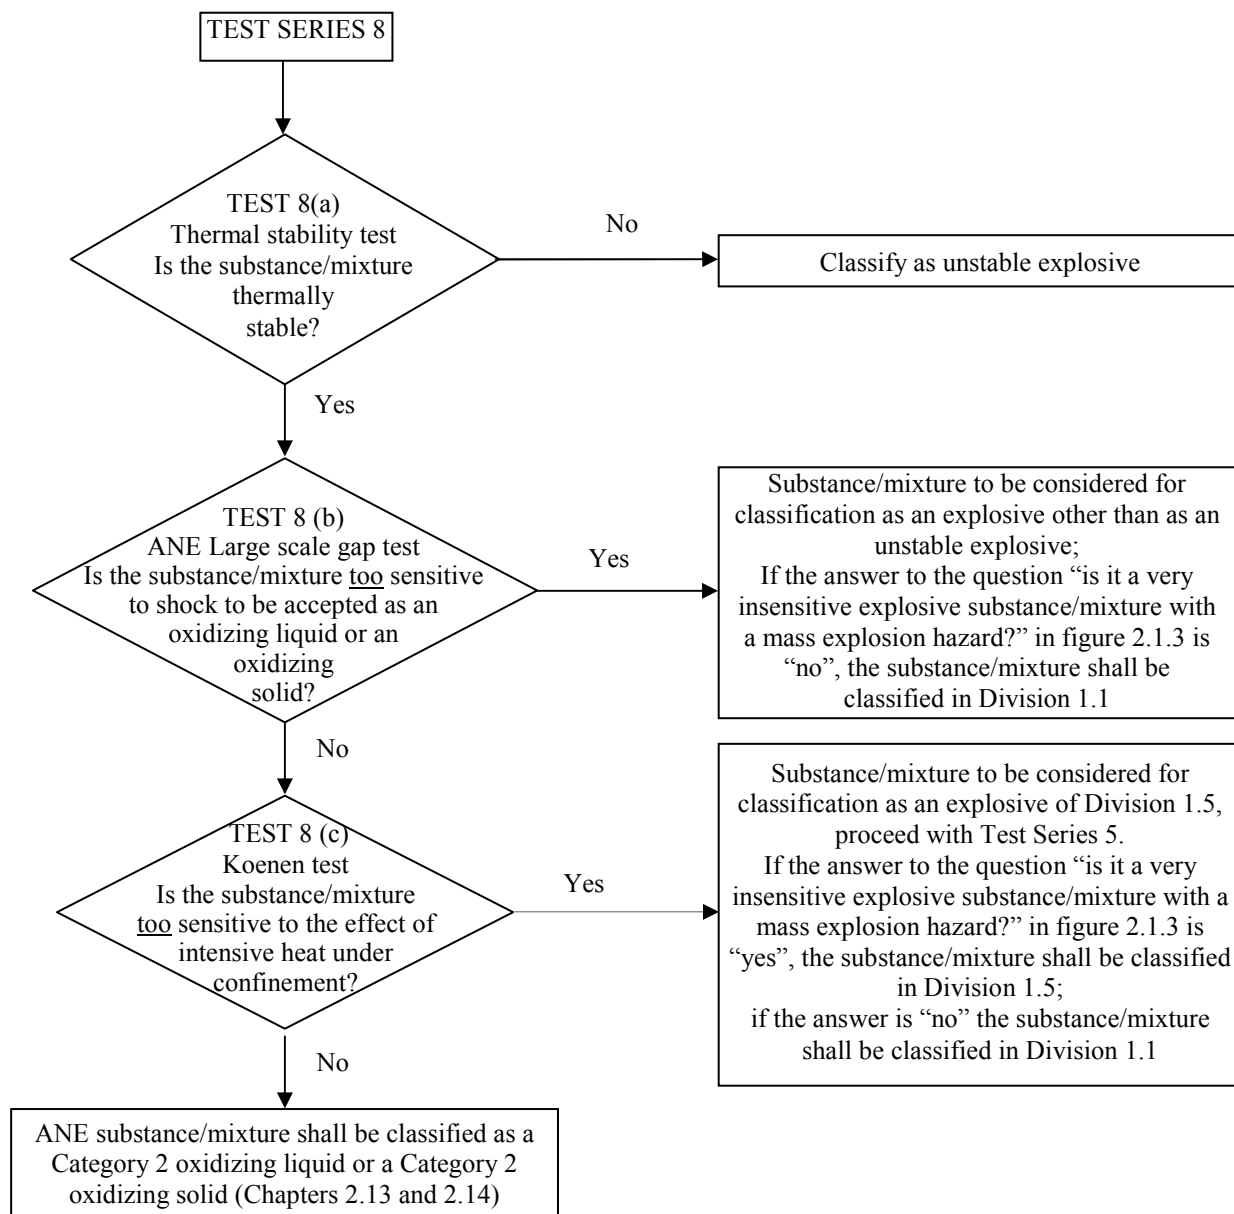 TEST SERIES 8
TEST 8(a)
Thermal stability test
Is the substance/mixture
thermally
stable?
No
Classify as unstable explosive
Yes
TEST 8 (b)
ANE Large scale gap test
Is the substance/mixture too sensitive
to shock to be accepted as an
oxidizing liquid or an
oxidizing
solid?
Yes
Substance/mixture to be considered for
classification as an explosive other than as an
unstable explosive;
If the answer to the question “is it a very
insensitive explosive substance/mixture with
a mass explosion hazard?” in figure 2.1.3 is
“no”, the substance/mixture shall be
classified in Division 1.1
No
TEST 8 (c)
Koenen test
Is the substance/mixture
too sensitive to the effect of
intensive heat under
confinement?
Yes
Substance/mixture to be considered for
classification as an explosive of Division 1.5,
proceed with Test Series 5.
If the answer to the question “is it a very
insensitive explosive substance/mixture with a
mass explosion hazard?” in figure 2.1.3 is
“yes”, the substance/mixture shall be classified
in Division 1.5;
if the answer is “no” the substance/mixture
shall be classified in Division 1.1
No
ANE substance/mixture shall be classified as a
Category 2 oxidizing liquid or a Category 2
oxidizing solid (Chapters 2.13 and 2.14)